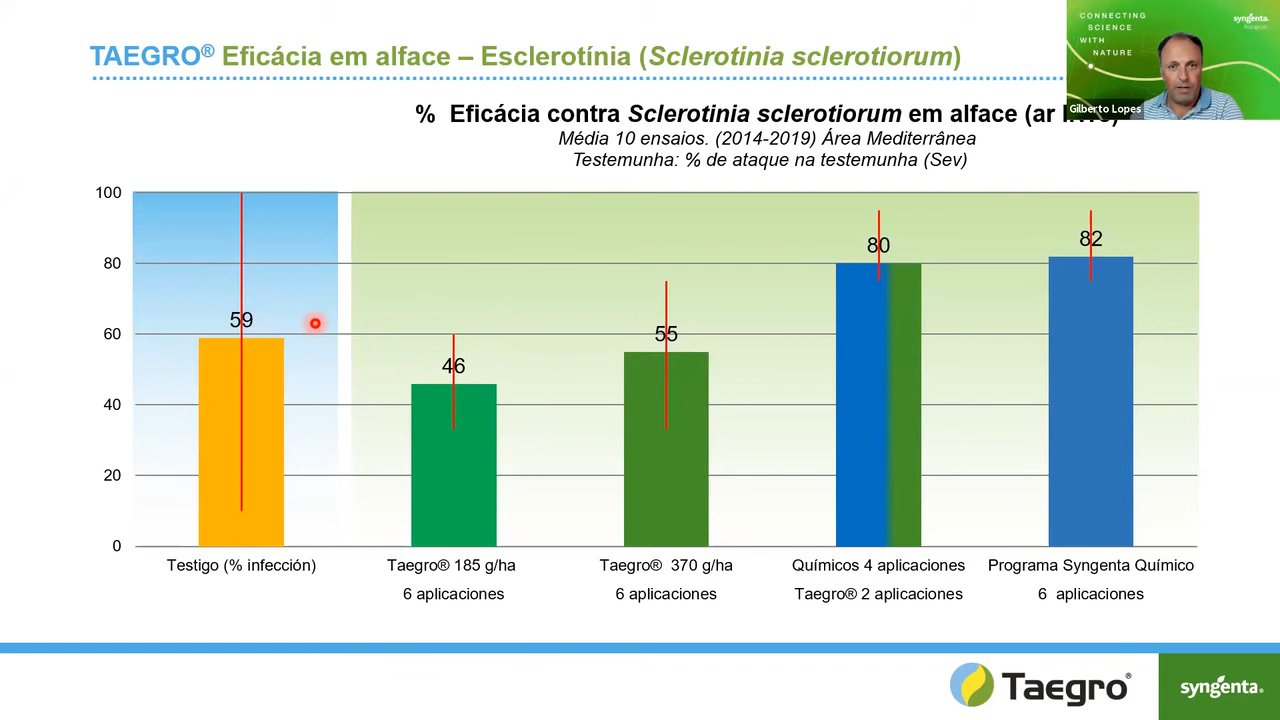 TAEGRO® Eficácia em alface – Esclerotínia (Sclerotinia sclerotiorum)
CONNECTING
SCIENCE
WITH
NATURE
syngenta.
Gilberto Lopes
% Eficácia contra Sclerotinia sclerotiorum em alface (ar
Média 10 ensaios. (2014-2019) Área Mediterrânea
Testemunha: % de ataque na testemunha (Sev)
100
80
60
40
20
0
59
46
55
80
82
Testigo (% infección)
Taegro® 185 g/ha
6 aplicaciones
Taegro® 370 g/ha
6 aplicaciones
Químicos 4 aplicaciones
Taegro® 2 aplicaciones
Programa Syngenta Químico
6 aplicaciones
Taegro®
syngenta®